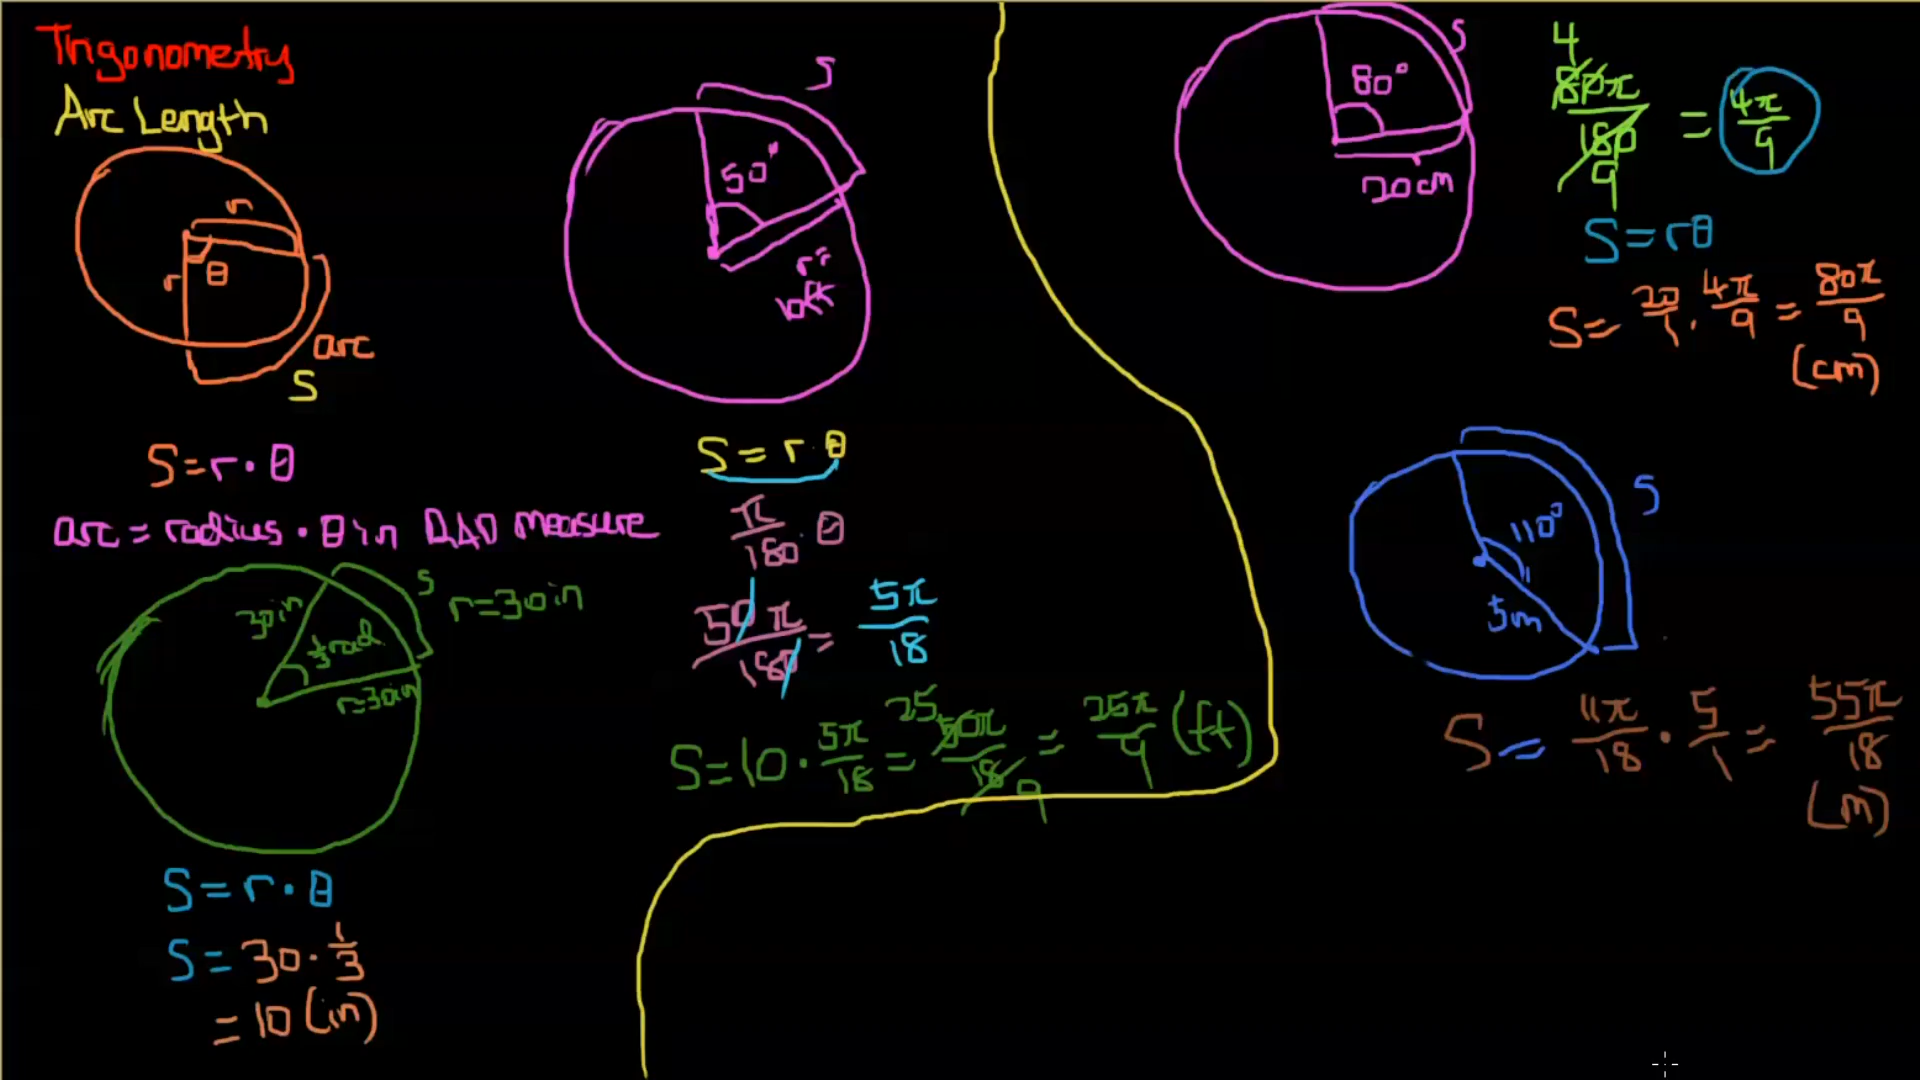 Trigonometry
Arc Length
r
r θ
arc
S
S = r · θ
arc = radius · θ in RAD measure
30in
1/3 rad
r=30in
S
r=30in
S = r · θ
S = 30 · 1/3
= 10 (in)
S
50°
r=
10ft
S = r · θ
π/180 · θ
50π/180 = 5π/18
S = 10 · 5π/18 = 50π/18 = 25π/9 (ft)
25
9
S
80°
20cm
4
80π/180 = 4π/9
9
S = rθ
S = 20/1 · 4π/9 = 80π/9
(cm)
S
110°
5m
S = 11π/18 · 5/1 = 55π/18
(m)